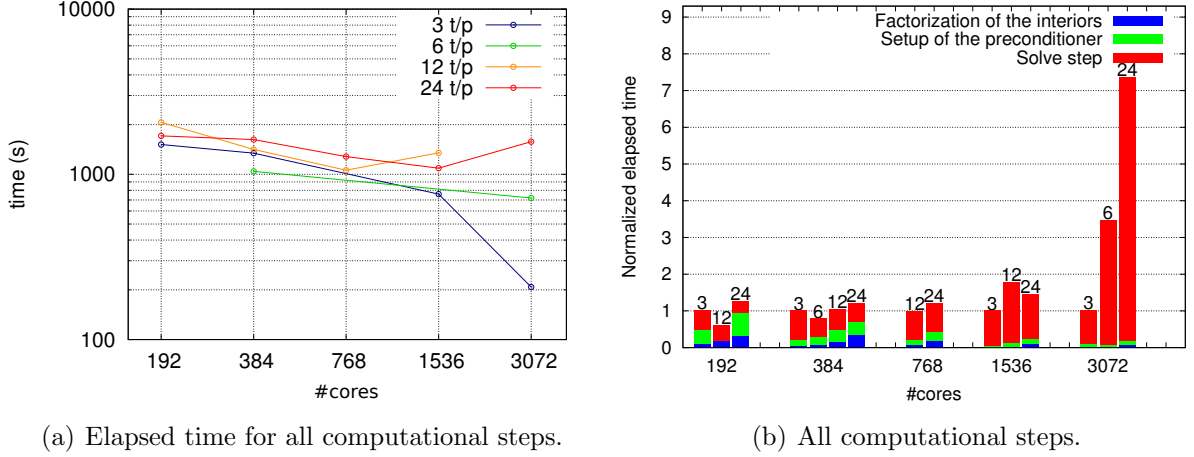 10000
1000
100
time (s)
3 t/p
6 t/p
12 t/p
24 t/p
192 384 768 1536 3072
#cores
(a) Elapsed time for all computational steps.
Factorization of the interiors
Setup of the preconditioner
Solve step
Normalized elapsed time
9
8
7
6
5
4
3
2
1
0
3 12 24
3 6 12 24
12 24
3 12 24
3 6 24
192 384 768 1536 3072
#cores
(b) All computational steps.